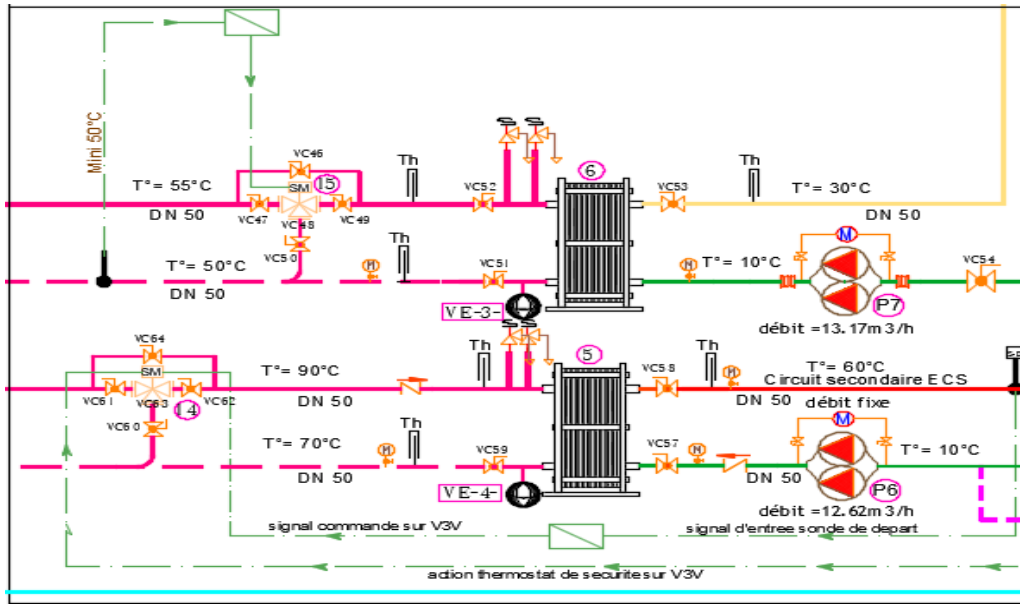 Mini 50°C
VC46
SM
15
T°= 55°C
VC47
VC48
VC49
DN 50
VC50
Th
VC52
6
VC53
Th
T°= 30°C
DN 50
M
T°= 50°C
DN 50
M
Th
VC51
M
T°= 10°C
VC54
P7
VE-3-
débit =13.17m3/h
VC64
SM
VC61
VC63
VC62
14
VC60
T°= 90°C
DN 50
Th
5
VC58
Th
M
T°= 60°C
Circuit secondaire ECS
DN 50
débit fixe
M
T°= 70°C
DN 50
M
Th
VC59
VC57
M
DN 50
T°= 10°C
P6
VE-4-
débit =12.62m3/h
signal commande sur V3V
signal d'entree sonde de depart
action thermostat de securite sur V3V